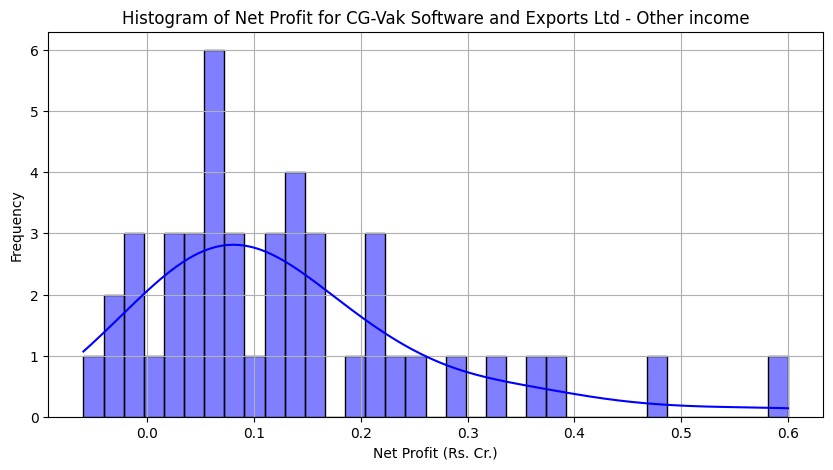 Histogram of Net Profit for CG-Vak Software and Exports Ltd - Other income
Frequency
6
5
4
3
2
1
0
0.0 0.1 0.2 0.3 0.4 0.5 0.6
Net Profit (Rs. Cr.)